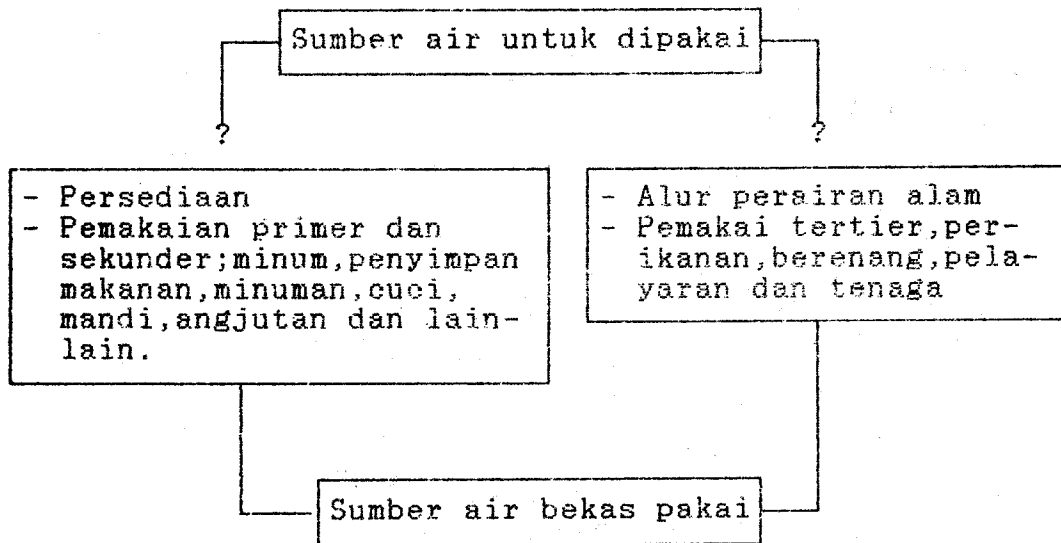 Sumber air untuk dipakai
?
?
- Persediaan
- Pemakaian primer dan
sekunder;minum,penyimpan
makanan,minuman,cuci,
mandi,angjutan dan lain-
lain.
- Alur perairan alam
- Pemakai tertier,per-
ikanan,berenang,pela-
yaran dan tenaga
Sumber air bekas pakai